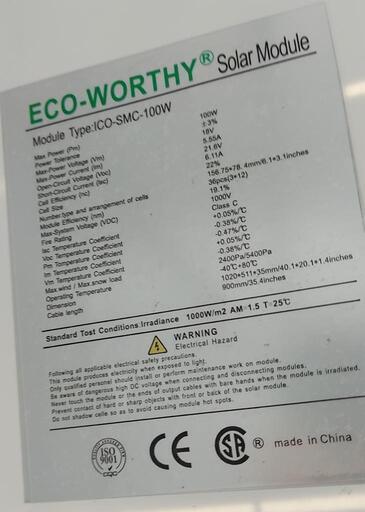 ECO-WORTHY® Solar Module
Module Type:ICO-SMC-100W
Max Power (Pm) 100W
Power Tolerance ±3%
Max-Power Voltage (Vm) 18V
Min-Power Current (Im) 5.55A
Open-Circuit Voltage (Voc) 21.6V
Short-Circuit Current (Isc) 6.11A
Cell Efficiency (nc) 22%
Cell Size 156.75*78.4mm/6.1*3.1inches
Number,type and arrangement of cells 36pcs(3*12)
Module Efficiency (nm) 19.1%
Max-System Voltage (VDC) 1000V
Fire Rating Class C
Isc Temperature Coefficient +0.05%/℃
Voc Temperature Coefficient -0.38%/℃
Pm Temperature Coefficient -0.47%/℃
Im Temperature Coefficient +0.05%/℃
Vm Temperature Coefficient -0.38%/℃
Max.wind / Max.snow load 2400Pa/5400Pa
Operating Temperature -40℃+80℃
Dimension 1020*511*35mm/40.1*20.1*1.4inches
Cable length 900mm/35.4inches
Standard Tost Conditions:Irradiance 1000W/m2 AM=1.5 T=25℃
WARNING
Electrical Hazard
Following all applicable electrical safety precautions.
This module produces electricity when exposed to light.
Only qualified personel should install or perform maintenance work on module.
Be aware of dangerous high DC voltage when connecting and disconnecting modules.
Never touch the module or the ends of output cables with bare hands when the module is irradiated.
Prevent contact of hard or sharp objects with front or back of the solar module.
Do not shadow celle so as to avoid causing module hot spots.
ISO
9001
CE SA ® made in China